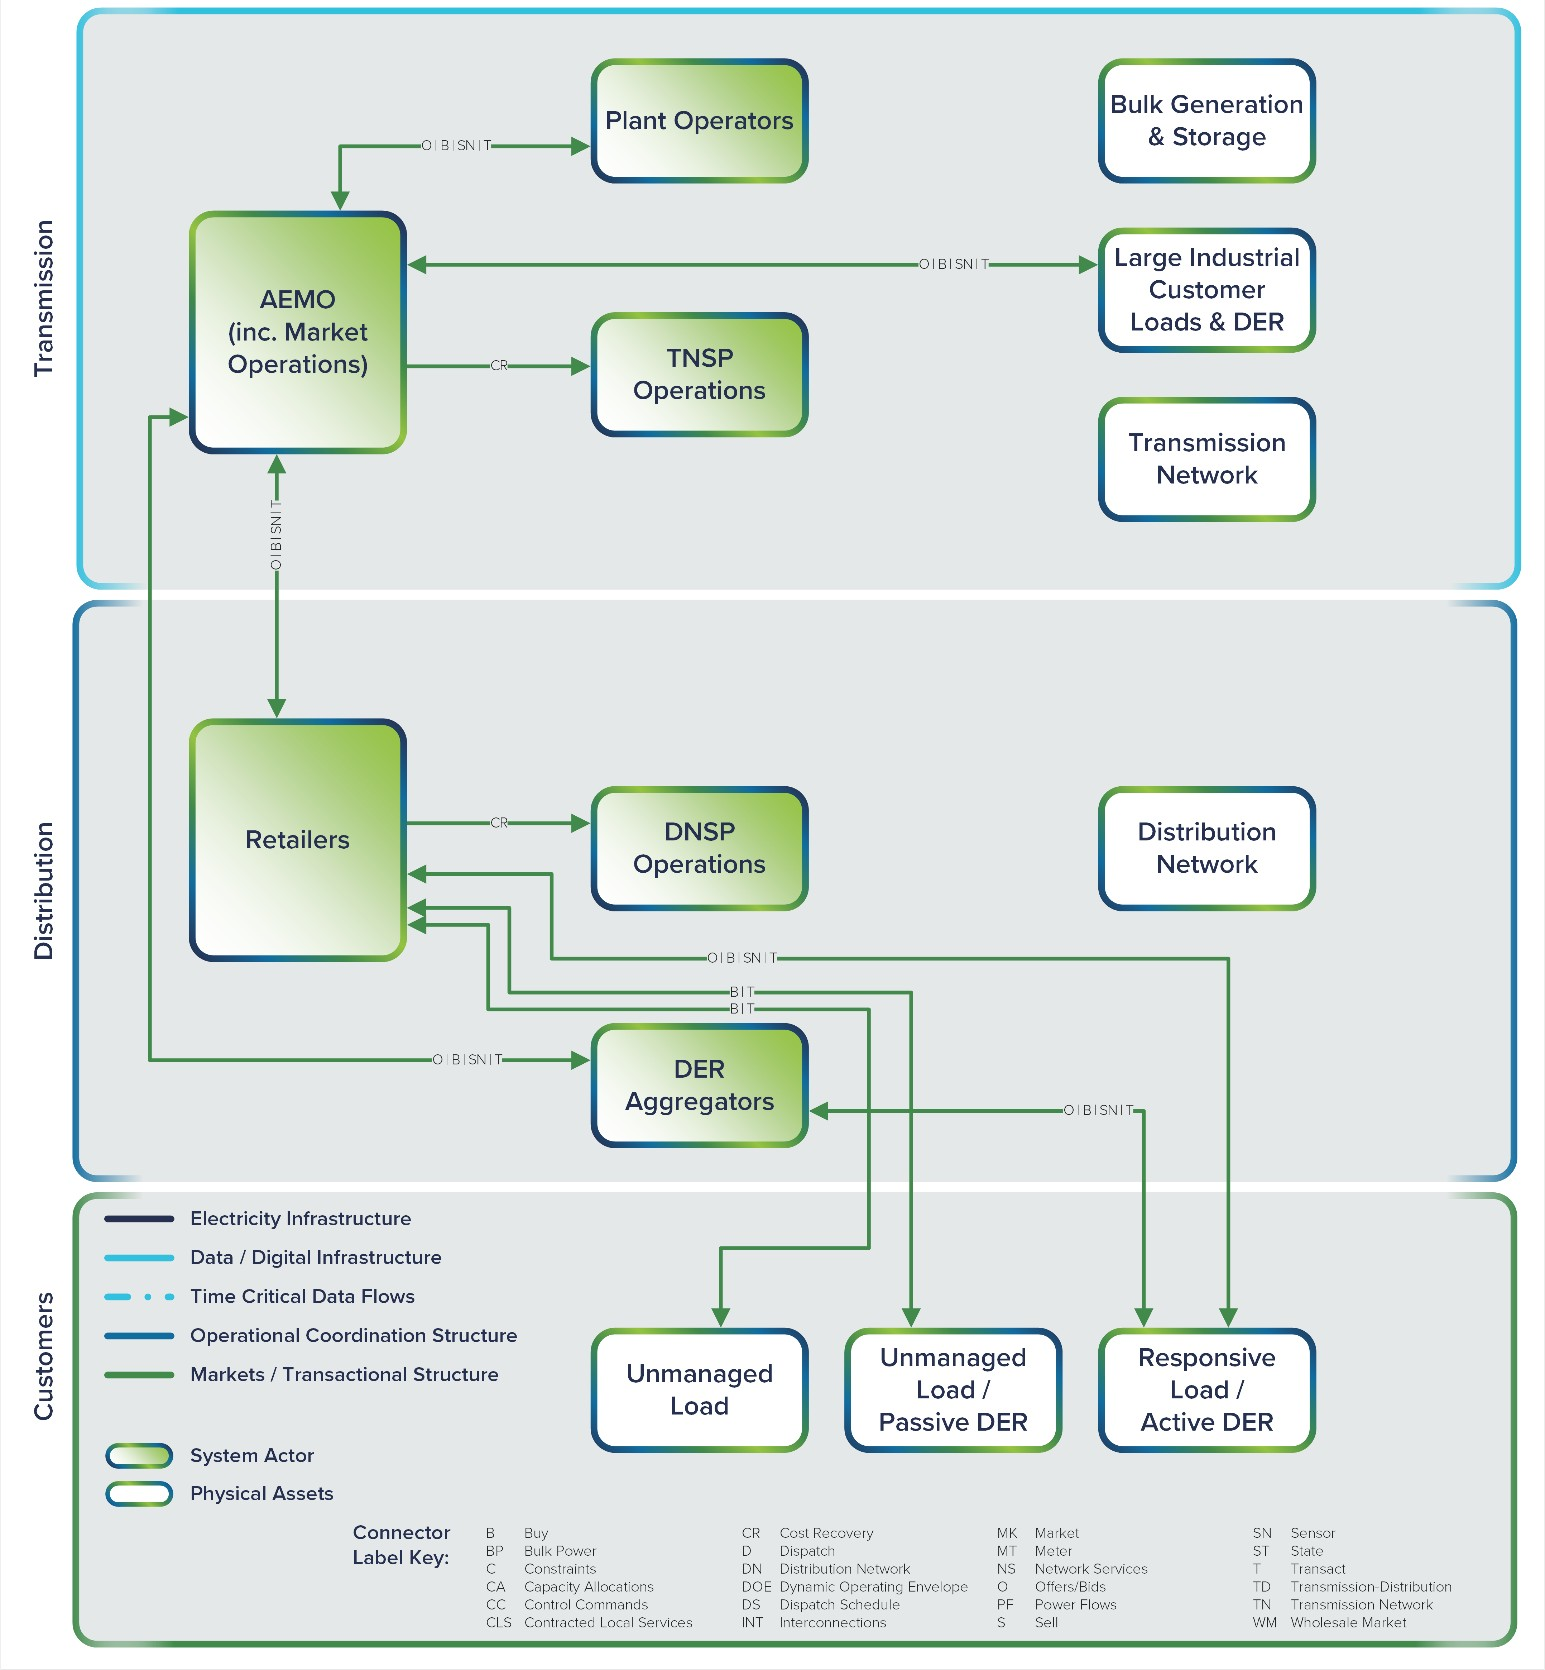 Transmission
Plant Operators
Bulk Generation
& Storage
O | B | SN | T
AEMO
(inc. Market
Operations)
O | B | SN | T
Large Industrial
Customer
Loads & DER
CR
TNSP
Operations
Transmission
Network
O | B | SN | T
Distribution
Retailers
CR
DNSP
Operations
Distribution
Network
O | B | SN | T
B | T
B | T
O | B | SN | T
DER
Aggregators
O | B | SN | T
Customers
Electricity Infrastructure
Data / Digital Infrastructure
Time Critical Data Flows
Operational Coordination Structure
Markets / Transactional Structure
System Actor
Physical Assets
Unmanaged
Load
Unmanaged
Load /
Passive DER
Responsive
Load /
Active DER
Connector
Label Key:
B Buy
BP Bulk Power
C Constraints
CA Capacity Allocations
CC Control Commands
CLS Contracted Local Services
CR Cost Recovery
D Dispatch
DN Distribution Network
DOE Dynamic Operating Envelope
DS Dispatch Schedule
INT Interconnections
MK Market
MT Meter
NS Network Services
O Offers/Bids
PF Power Flows
S Sell
SN Sensor
ST State
T Transact
TD Transmission-Distribution
TN Transmission Network
WM Wholesale Market